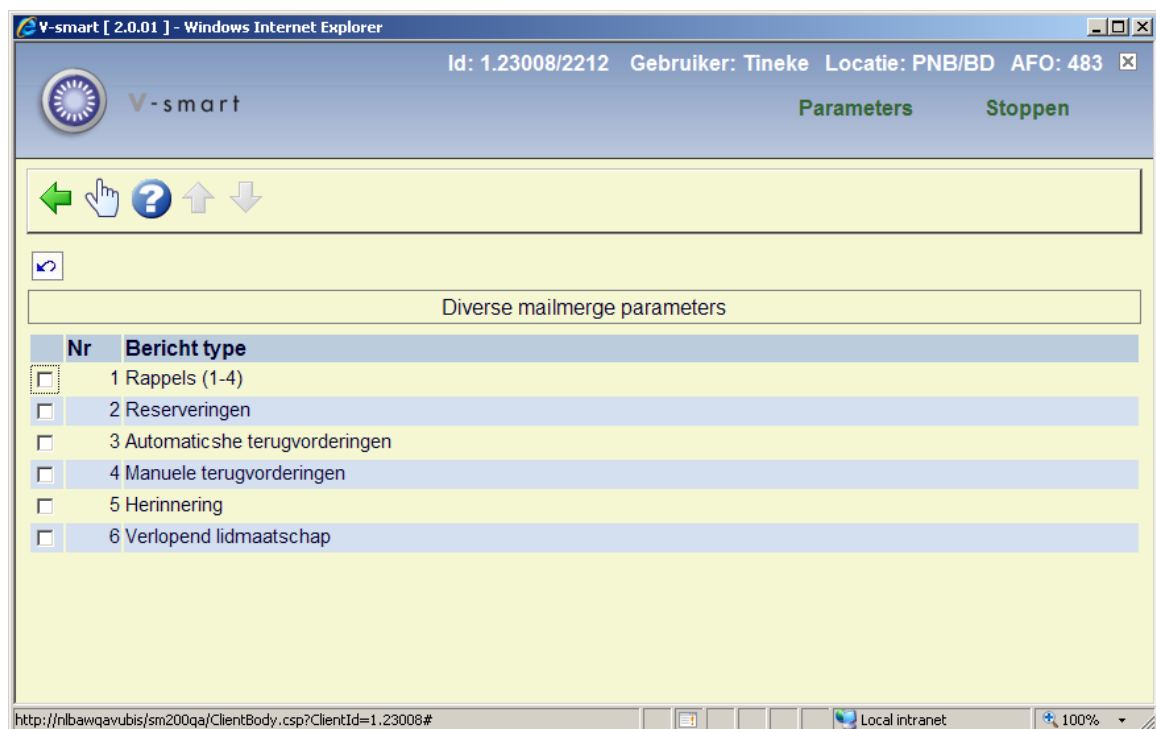 V-smart [ 2.0.01 ] - Windows Internet Explorer
Id: 1.23008/2212 Gebruiker: Tineke Locatie: PNB/BD AFO: 483
V-smart
Parameters Stoppen
Diverse mailmerge parameters
Nr Bericht type
1 Rappels (1-4)
2 Reserveringen
3 Automaticshe terugvorderingen
4 Manuele terugvorderingen
5 Herinnering
6 Verlopend lidmaatschap
http://nlbawqavubis/sm200qa/ClientBody.csp?ClientId=1.23008# Local intranet 100%